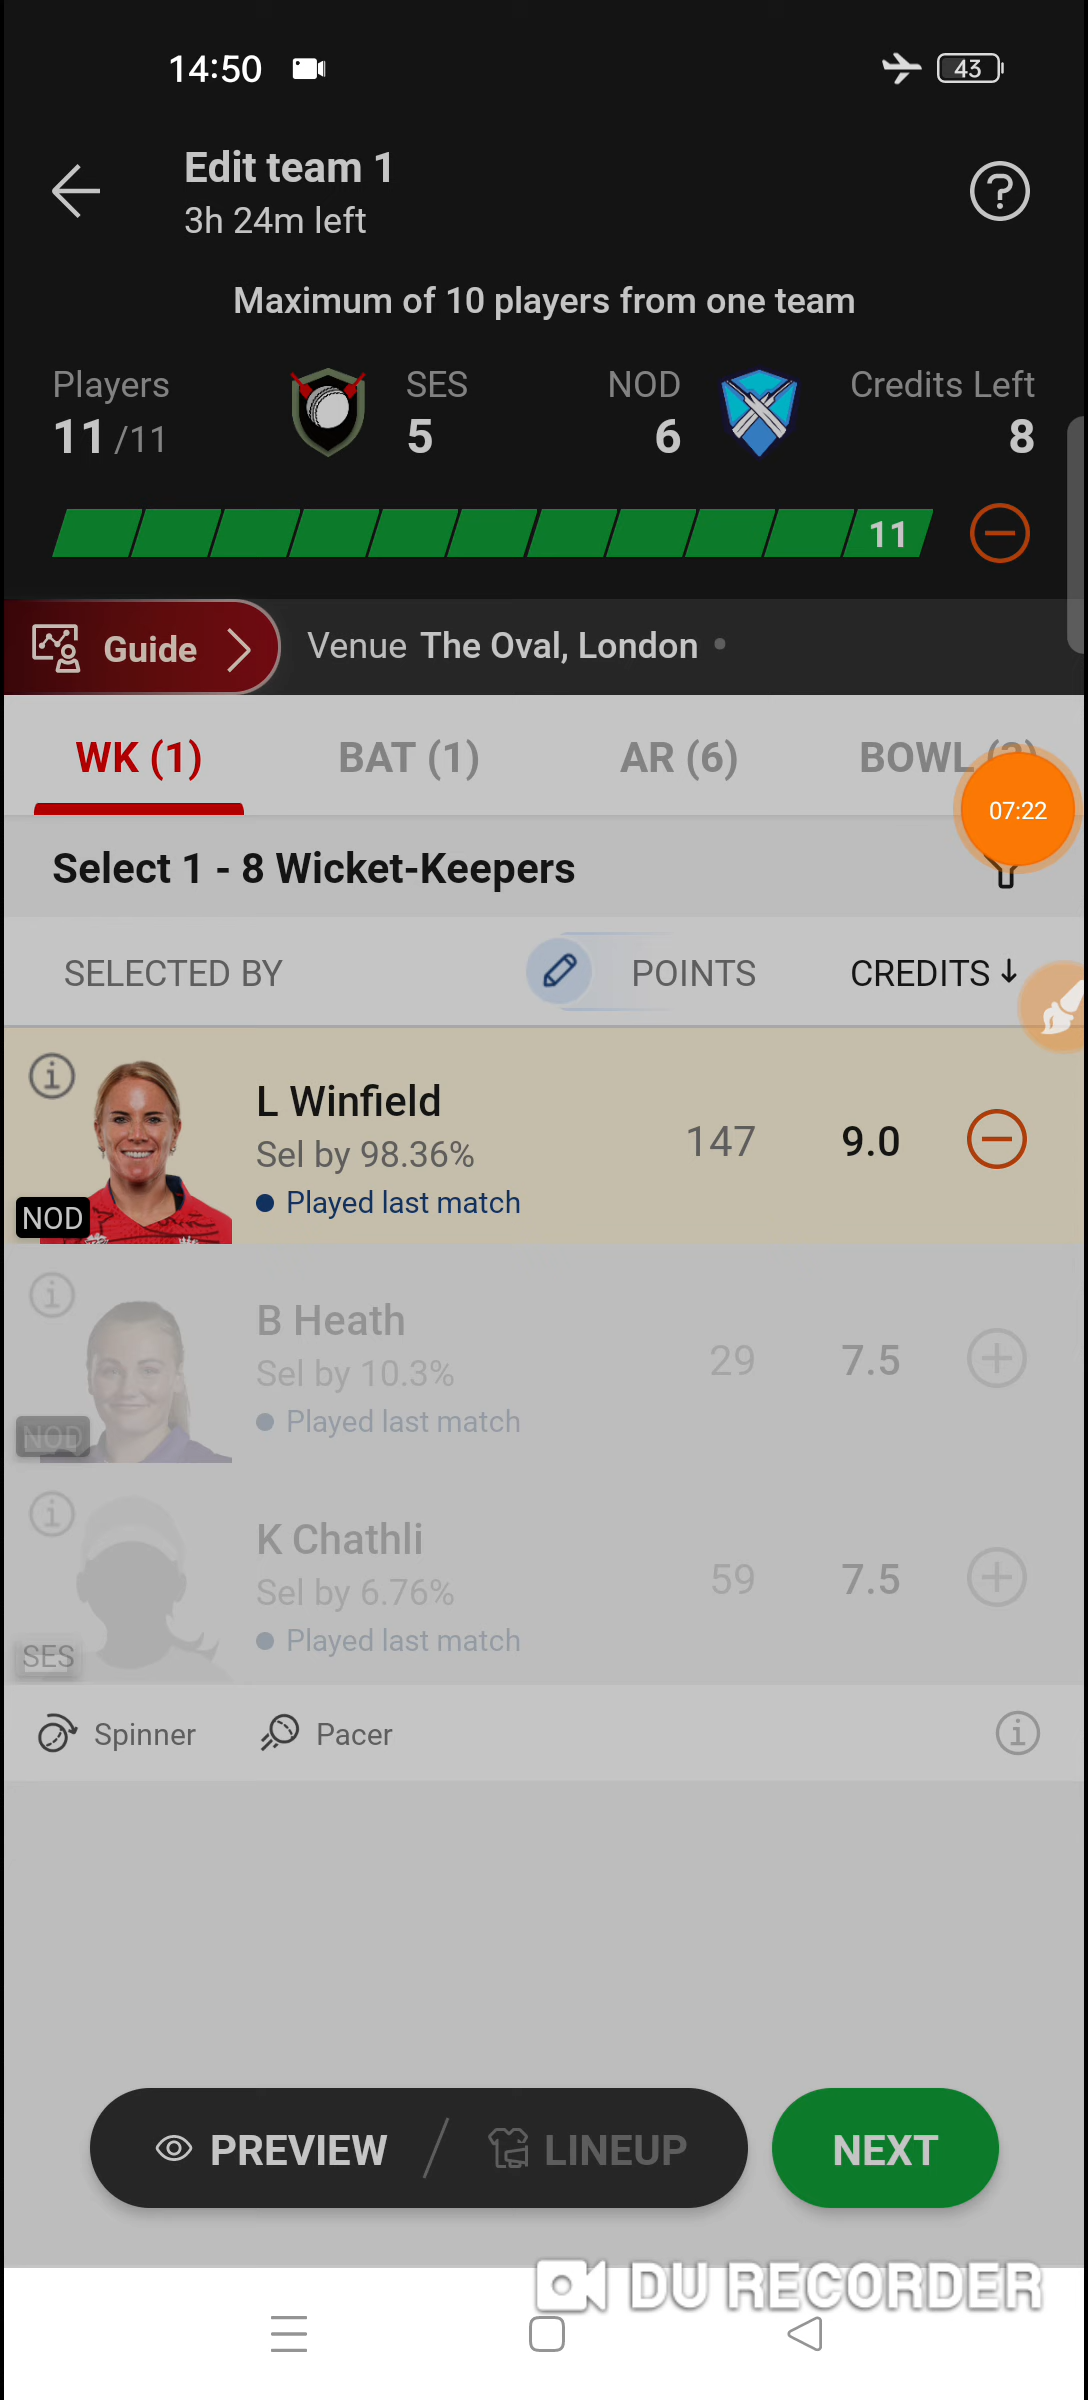 14:50
43
Edit team 1
3h 24m left
Maximum of 10 players from one team
Players
11/11
SES
5
NOD
6
Credits Left
8
11
Guide
Venue The Oval, London
WK (1)
BAT (1)
AR (6)
BOWL
07:22
Select 1 - 8 Wicket-Keepers
SELECTED BY
POINTS
CREDITS ↓
L Winfield
Sel by 98.36%
Played last match
147
9.0
NOD
B Heath
Sel by 10.3%
Played last match
29
7.5
NOD
K Chathli
Sel by 6.76%
Played last match
59
7.5
SES
Spinner
Pacer
PREVIEW
LINEUP
NEXT
DU RECORDER